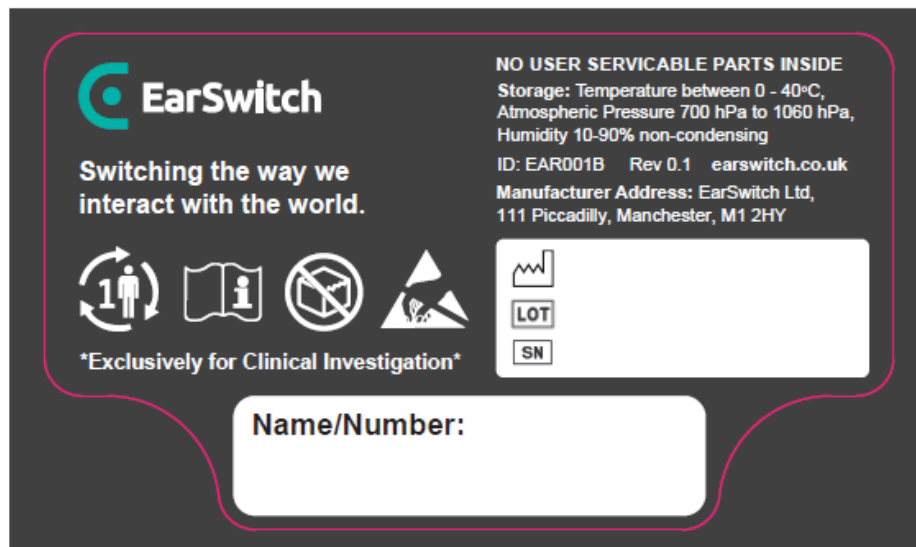 EarSwitch
Switching the way we
interact with the world.
1
i
*Exclusively for Clinical Investigation*
NO USER SERVICABLE PARTS INSIDE
Storage: Temperature between 0 - 40ºC,
Atmospheric Pressure 700 hPa to 1060 hPa,
Humidity 10-90% non-condensing
ID: EAR001B Rev 0.1 earswitch.co.uk
Manufacturer Address: EarSwitch Ltd,
111 Piccadilly, Manchester, M1 2HY
LOT
SN
Name/Number: